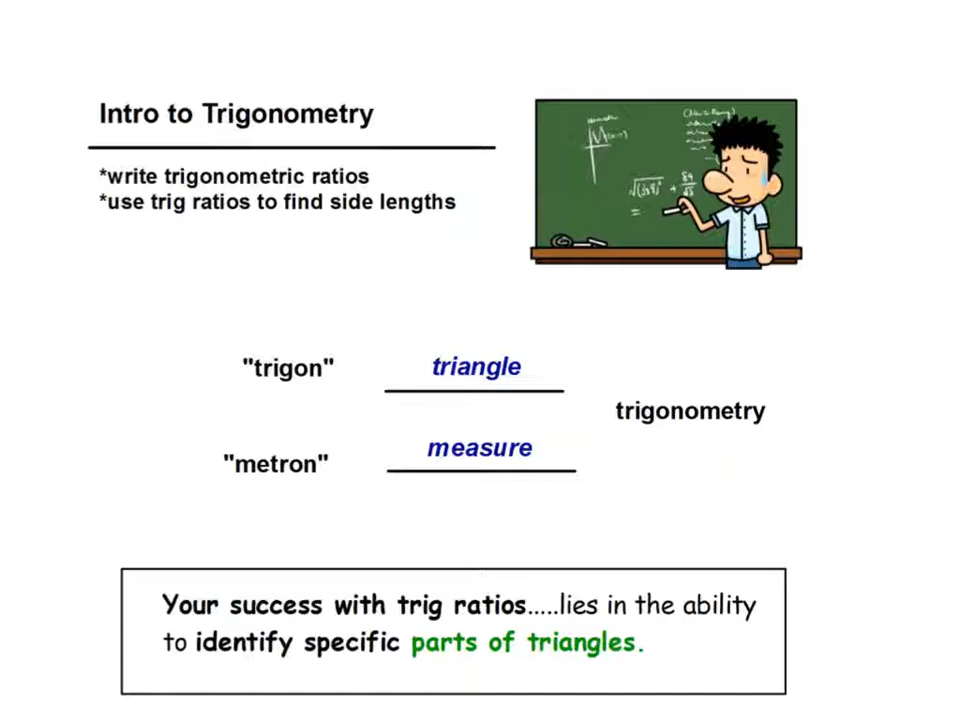 Intro to Trigonometry
*write trigonometric ratios
*use trig ratios to find side lengths
"trigon" triangle
trigonometry
"metron" measure
Your success with trig ratios.....lies in the ability
to identify specific parts of triangles.